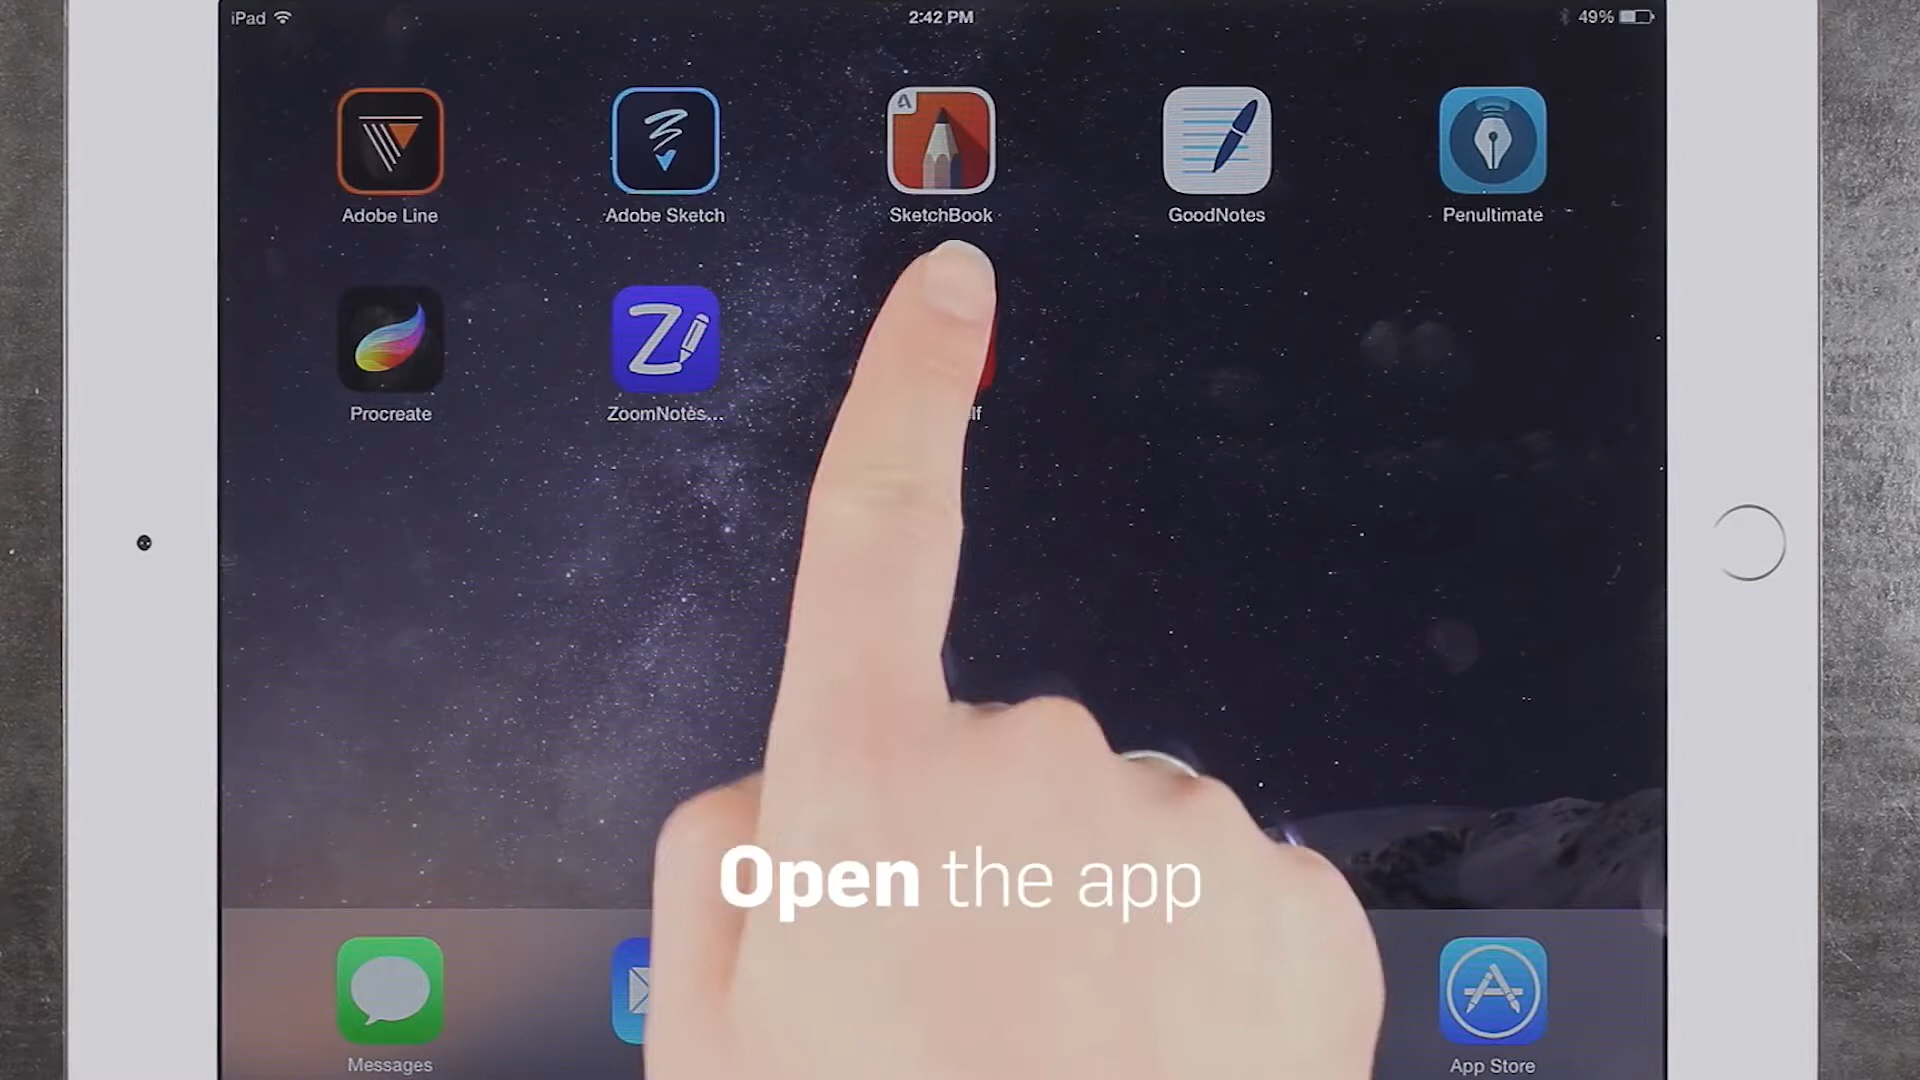 iPad
2:42 PM
49%
Adobe Line
Adobe Sketch
SketchBook
GoodNotes
Penultimate
Procreate
ZoomNotes...
lf
Open the app
Messages
App Store